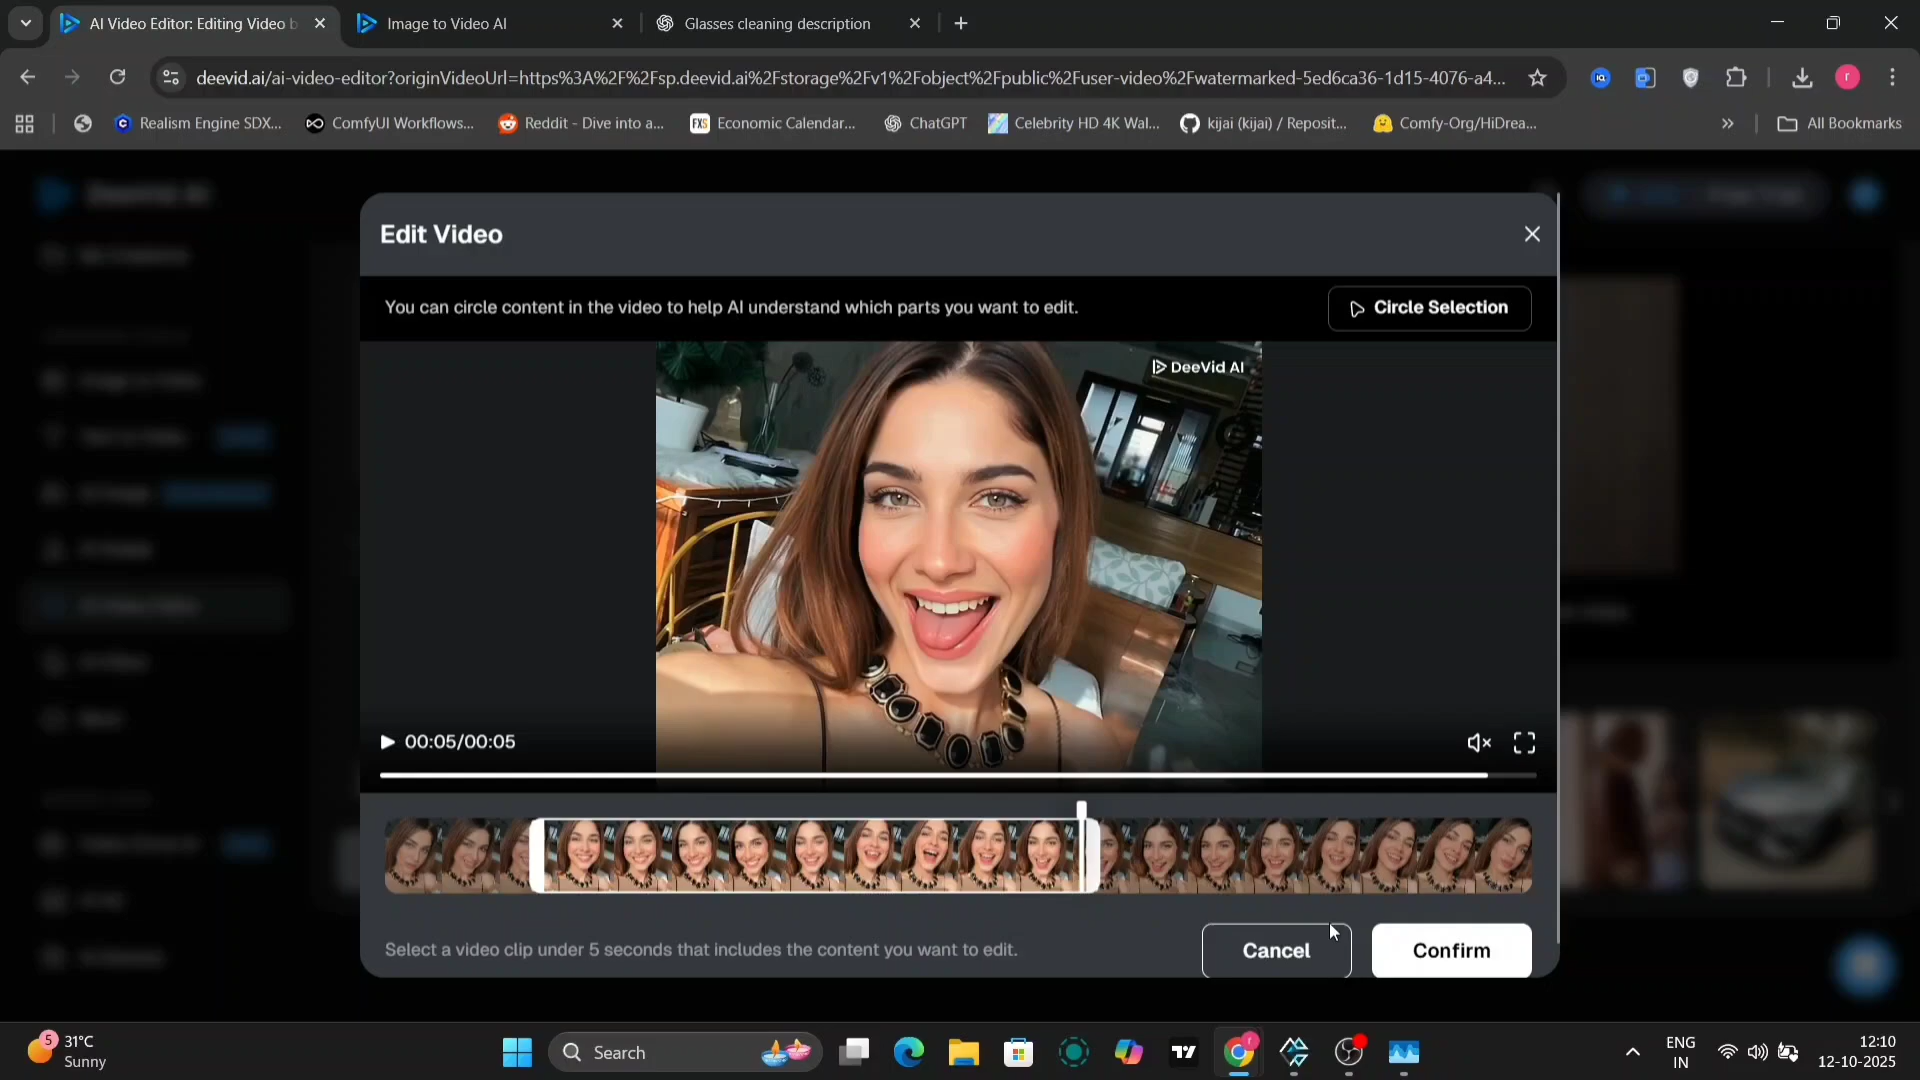 AI Video Editor: Editing Video b
Image to Video AI
Glasses cleaning description
deevid.ai/ai-video-editor?originVideoUrl=https%3A%2F%2Fsp.deevid.ai%2Fstorage%2Fv1%2Fobject%2Fpublic%2Fuser-video%2Fwatermarked-5ed6ca36-1d15-4076-a4...
Realism Engine SDX...
ComfyUI Workflows...
Reddit - Dive into a...
Economic Calendar...
ChatGPT
Celebrity HD 4K Wal...
kijai (kijai) / Reposit...
Comfy-Org/HiDrea...
All Bookmarks
DeeVid AI
Edit Video
You can circle content in the video to help AI understand which parts you want to edit.
Circle Selection
DeeVid AI
00:05/00:05
Select a video clip under 5 seconds that includes the content you want to edit.
Cancel
Confirm
5
31°C
Sunny
Search
ENG
IN
12:10
12-10-2025